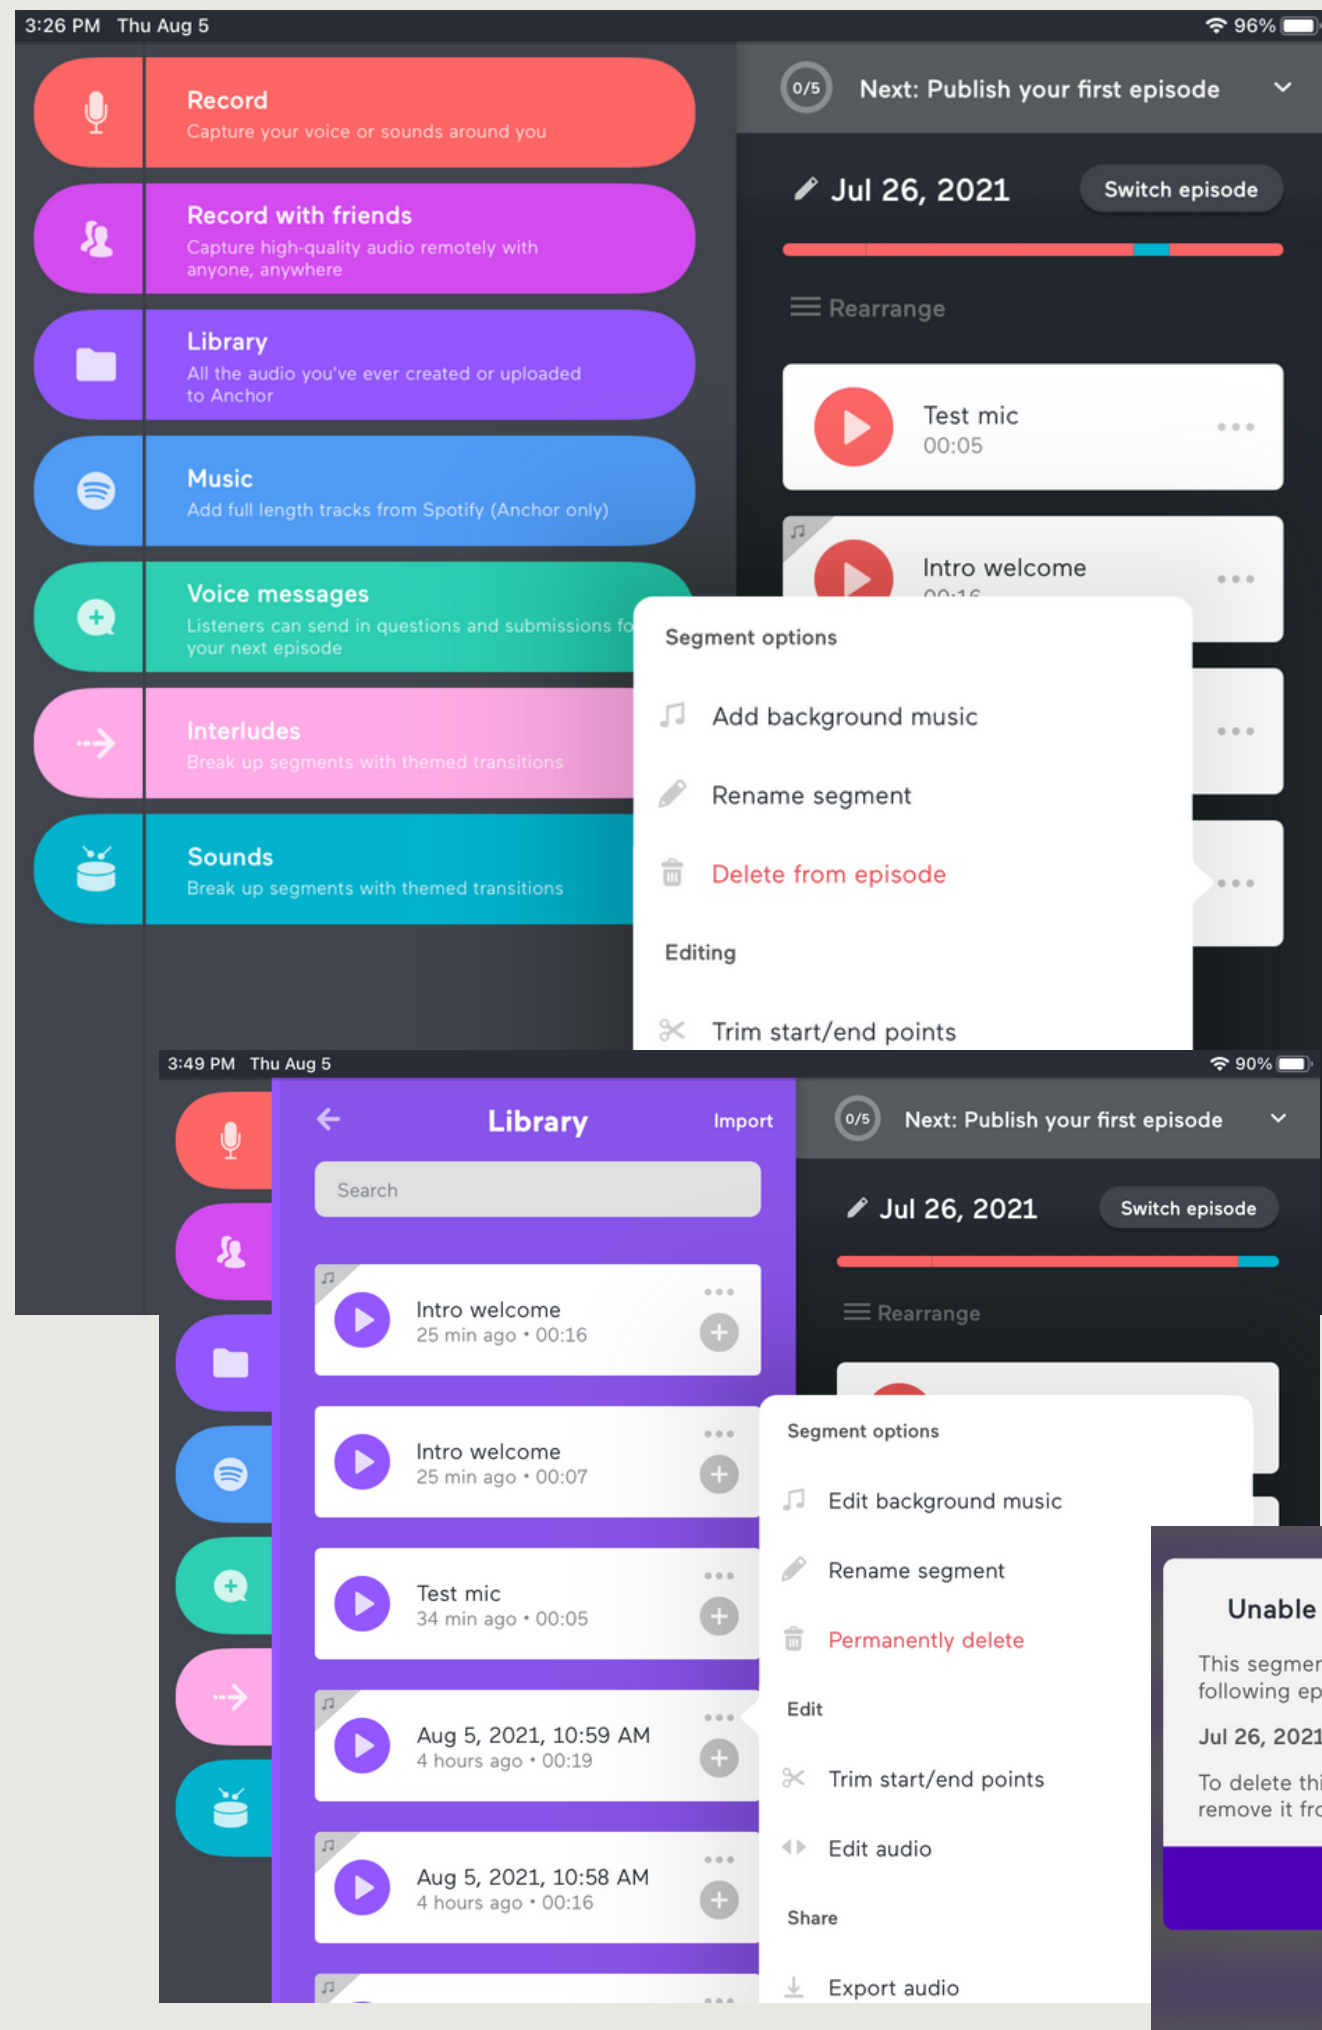 3:26 PM Thu Aug 5
96%
Record
Capture your voice or sounds around you
Record with friends
Capture high-quality audio remotely with
anyone, anywhere
Library
All the audio you've ever created or uploaded
to Anchor
Music
Add full length tracks from Spotify (Anchor only)
Voice messages
Listeners can send in questions and submissions fo
your next episode
Interludes
Break up segments with themed transitions
Sounds
Break up segments with themed transitions
0/5
Next: Publish your first episode
Jul 26, 2021
Switch episode
Rearrange
Test mic
00:05
Intro welcome
00:16
Segment options
Add background music
Rename segment
Delete from episode
Editing
Trim start/end points
3:49 PM Thu Aug 5
90%
Library
Import
Search
Intro welcome
25 min ago • 00:16
Intro welcome
25 min ago • 00:07
Test mic
34 min ago • 00:05
Aug 5, 2021, 10:59 AM
4 hours ago • 00:19
Aug 5, 2021, 10:58 AM
4 hours ago • 00:16
0/5
Next: Publish your first episode
Jul 26, 2021
Switch episode
Rearrange
Segment options
Edit background music
Rename segment
Permanently delete
Edit
Trim start/end points
Edit audio
Share
Export audio
Unable
This segmen
following ep
Jul 26, 2021
To delete thi
remove it fro